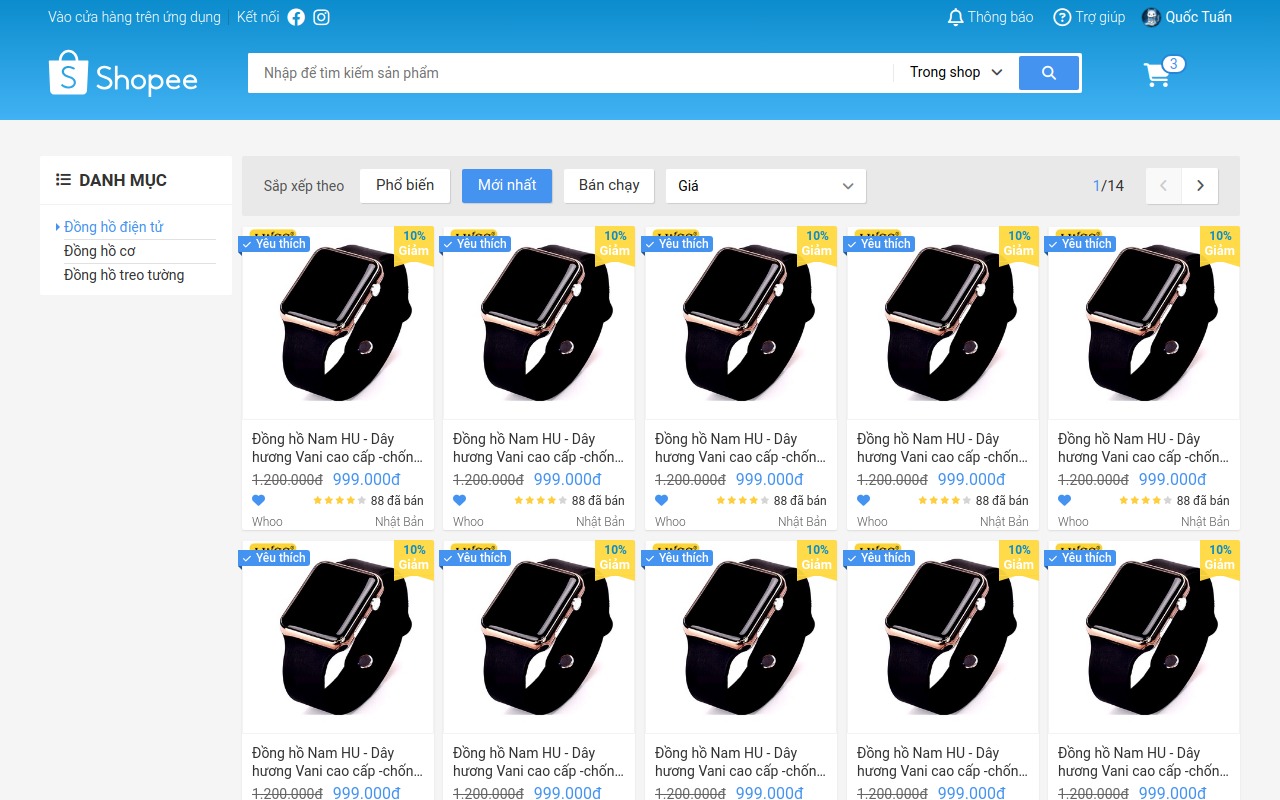 Vào cửa hàng trên ứng dụng Kết nối Thông báo Trợ giúp Quốc Tuấn
Shopee Nhập để tìm kiếm sản phẩm Trong shop 3
DANH MỤC
Đồng hồ điện tử
Đồng hồ cơ
Đồng hồ treo tường
Sắp xếp theo Phổ biến Mới nhất Bán chạy Giá 1/14
Yêu thích 10% Giảm Yêu thích 10% Giảm Yêu thích 10% Giảm Yêu thích 10% Giảm Yêu thích 10% Giảm
Đồng hồ Nam HU - Dây Đồng hồ Nam HU - Dây Đồng hồ Nam HU - Dây Đồng hồ Nam HU - Dây Đồng hồ Nam HU - Dây
hương Vani cao cấp -chốn... hương Vani cao cấp -chốn... hương Vani cao cấp -chốn... hương Vani cao cấp -chốn... hương Vani cao cấp -chốn...
1.200.000đ 999.000đ 1.200.000đ 999.000đ 1.200.000đ 999.000đ 1.200.000đ 999.000đ 1.200.000đ 999.000đ
88 đã bán 88 đã bán 88 đã bán 88 đã bán 88 đã bán
Whoo Nhật Bản Whoo Nhật Bản Whoo Nhật Bản Whoo Nhật Bản Whoo Nhật Bản
Yêu thích 10% Giảm Yêu thích 10% Giảm Yêu thích 10% Giảm Yêu thích 10% Giảm Yêu thích 10% Giảm
Đồng hồ Nam HU - Dây Đồng hồ Nam HU - Dây Đồng hồ Nam HU - Dây Đồng hồ Nam HU - Dây Đồng hồ Nam HU - Dây
hương Vani cao cấp -chốn... hương Vani cao cấp -chốn... hương Vani cao cấp -chốn... hương Vani cao cấp -chốn... hương Vani cao cấp -chốn...
1.200.000đ 999.000đ 1.200.000đ 999.000đ 1.200.000đ 999.000đ 1.200.000đ 999.000đ 1.200.000đ 999.000đ